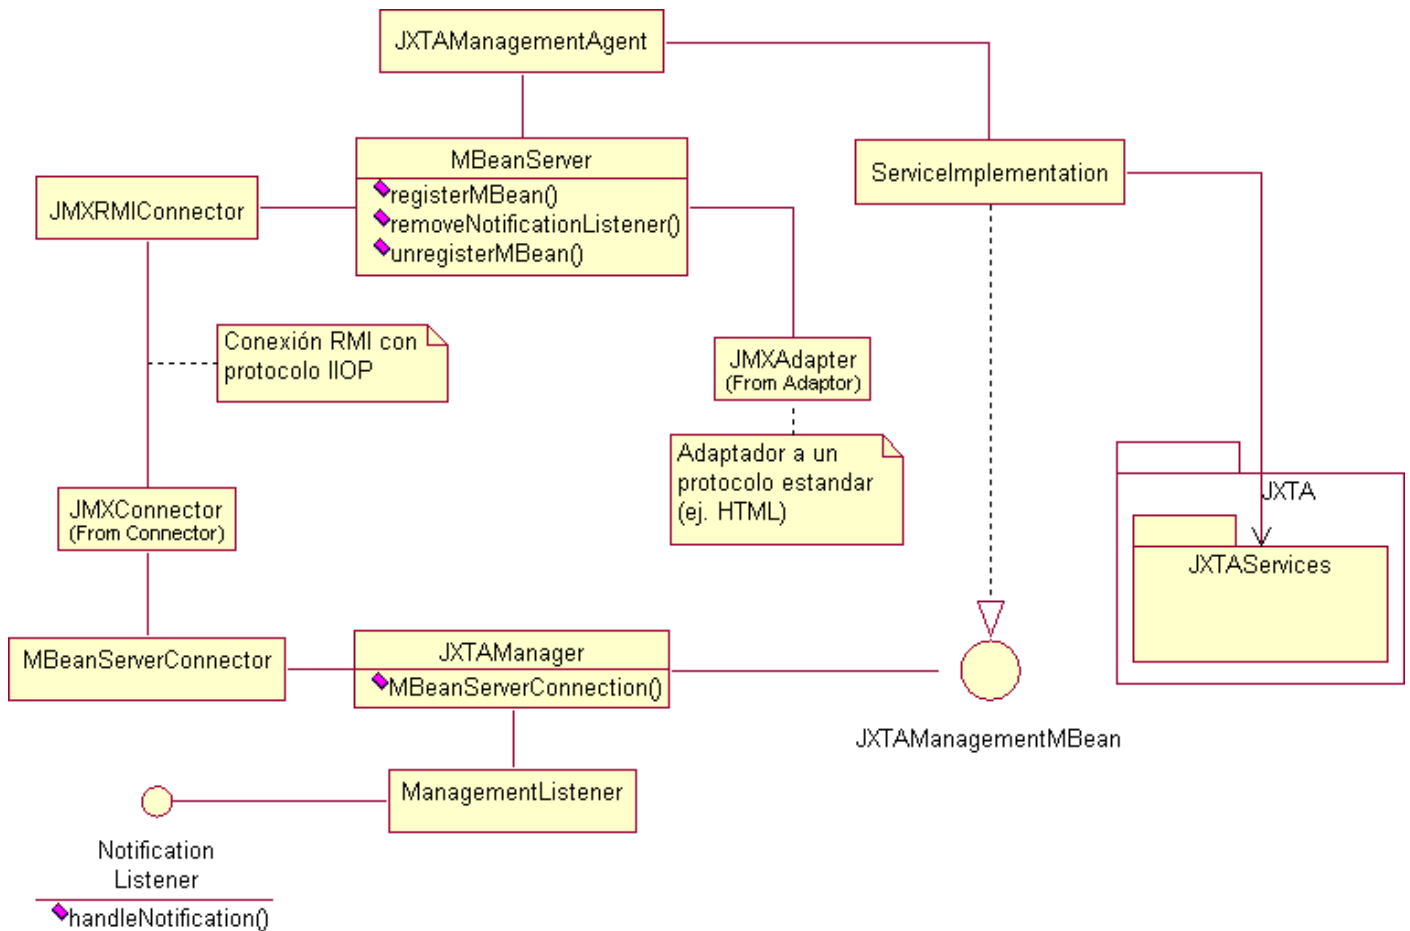 JXTAManagementAgent
MBeanServer
registerMBean()
removeNotificationListener()
unregisterMBean()
ServiceImplementation
JMXRMIConnector
Conexión RMI con
protocolo IIOP
JMXAdapter
(From Adaptor)
Adaptador a un
protocolo estandar
(ej. HTML)
JXTA
JXTAServices
JMXConnector
(From Connector)
MBeanServerConnector
JXTAManager
MBeanServerConnection()
JXTAManagementMBean
ManagementListener
Notification
Listener
handleNotification()